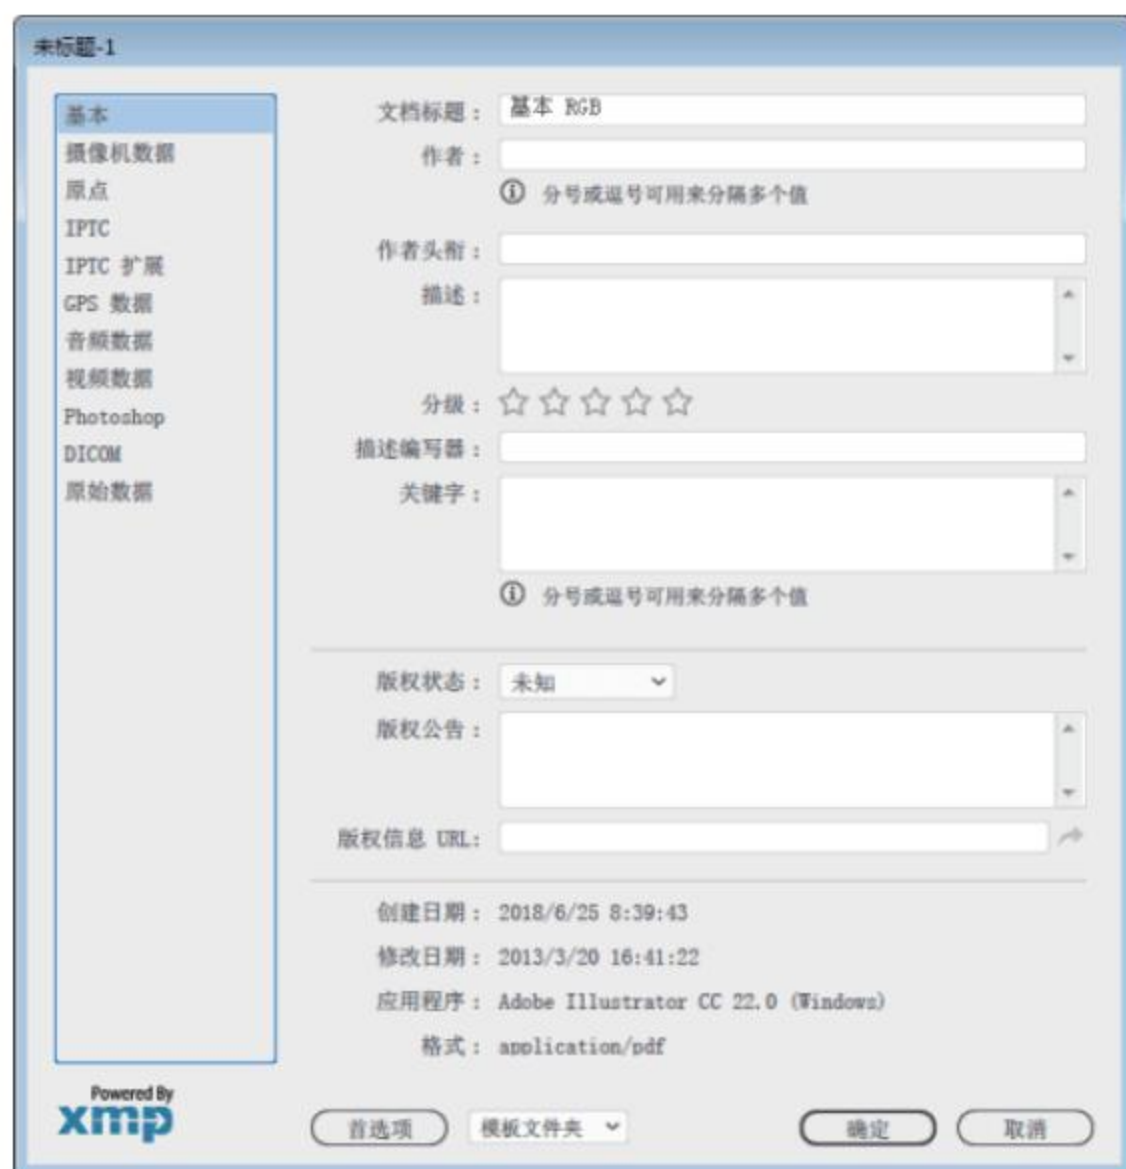 未标题-1
基本
摄像机数据
原点
IPTC
IPTC 扩展
GPS 数据
音频数据
视频数据
Photoshop
DICOM
原始数据
文档标题： 基本 RGB
作者：
分号或逗号可用来分隔多个值
作者头衔：
描述：
分级：
描述编写器：
关键字：
分号或逗号可用来分隔多个值
版权状态： 未知
版权公告：
版权信息 URL:
创建日期： 2018/6/25 8:39:43
修改日期： 2013/3/20 16:41:22
应用程序： Adobe Illustrator CC 22.0 (Windows)
格式： application/pdf
Powered By
xmp
首选项 模板文件夹 确定 取消